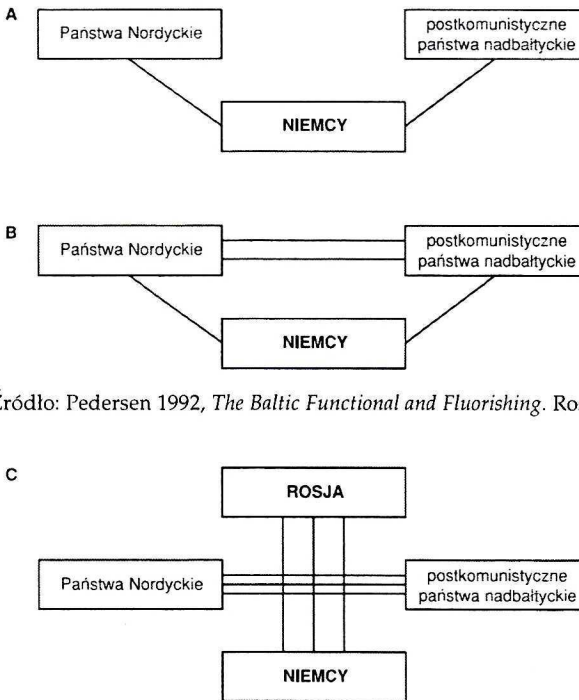 A
Państwa Nordyckie
postkomunistyczne
państwa nadbałtyckie
NIEMCY
B
Państwa Nordyckie
postkomunistyczne
państwa nadbałtyckie
NIEMCY
Źródło: Pedersen 1992, The Baltic Functional and Fluorishing.
C
ROSJA
Państwa Nordyckie
postkomunistyczne
państwa nadbałtyckie
NIEMCY